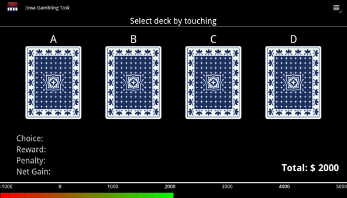 Iowa Gambling Task
Select deck by touching
A B C D
Choice:
Reward:
Penalty:
Net Gain:
Total: $ 2000
-1000 0 1000 2000 3000 4000 5000